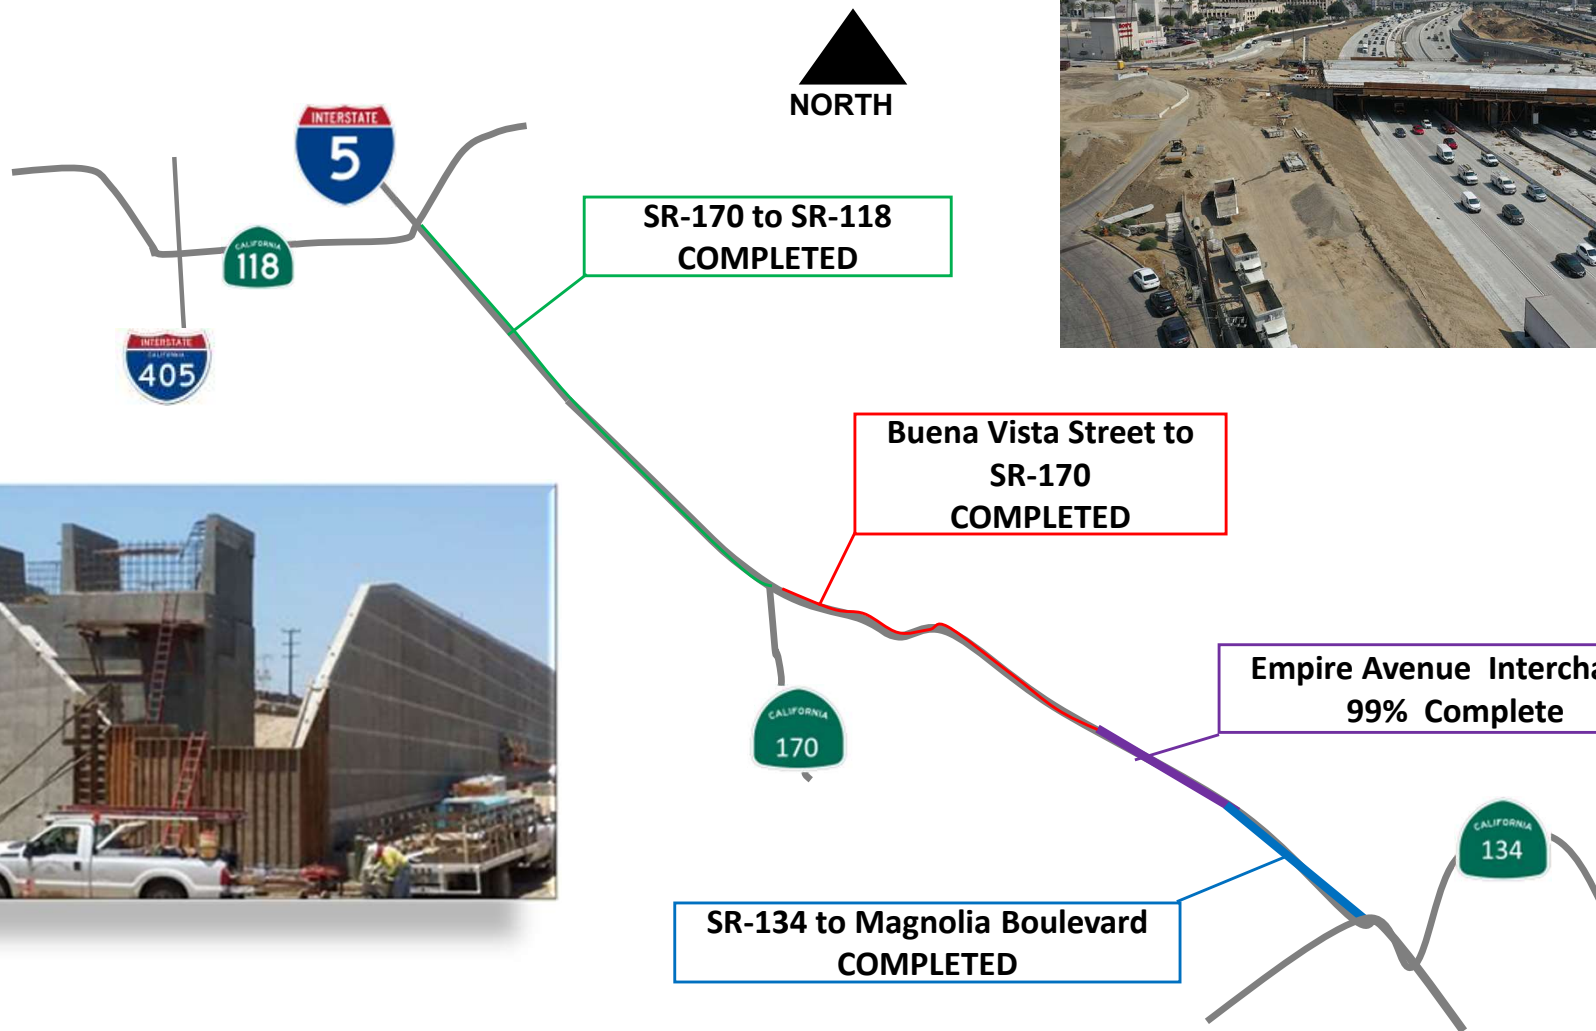 NORTH
INTERSTATE
5
SR-170 to SR-118
COMPLETED
CALIFORNIA
118
INTERSTATE
CALIFORNIA
405
Buena Vista Street to
SR-170
COMPLETED
Empire Avenue Intercha
99% Complete
CALIFORNIA
170
CALIFORNIA
134
SR-134 to Magnolia Boulevard
COMPLETED